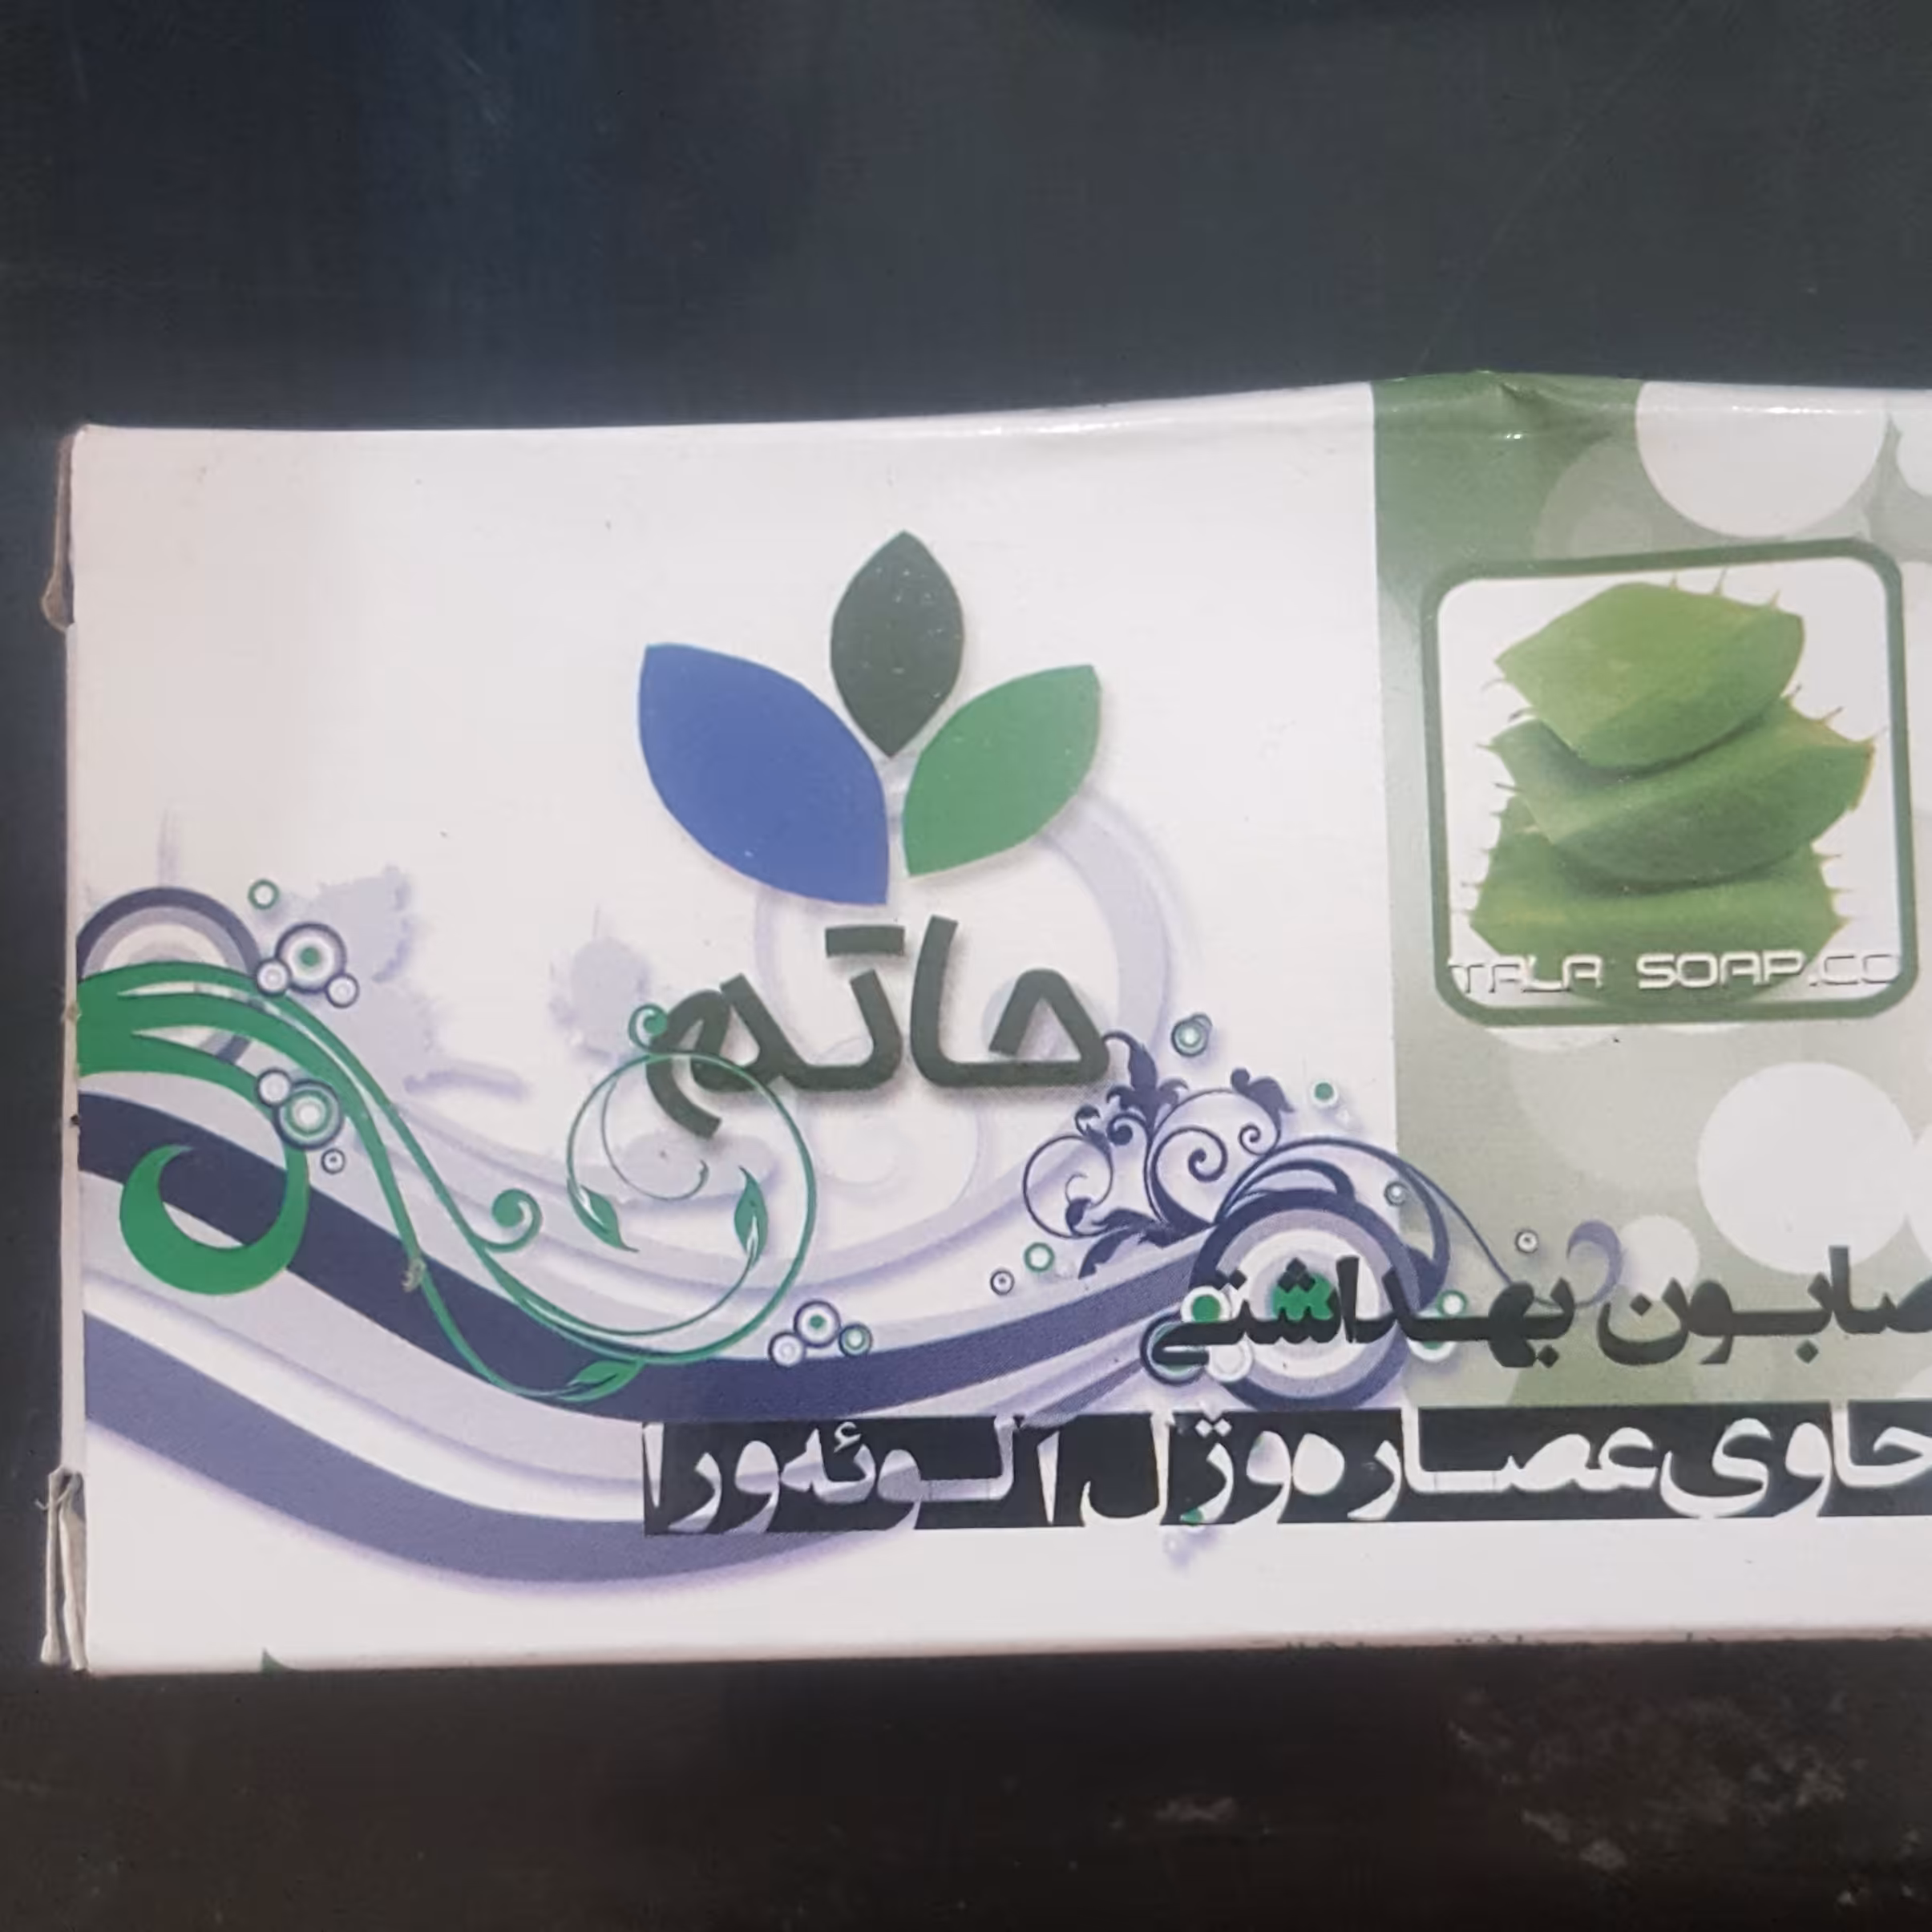 حاتم
TALA SOAP.CO
صابون بهداشتی
حاوی عصاره و ژل آلوئه ورا